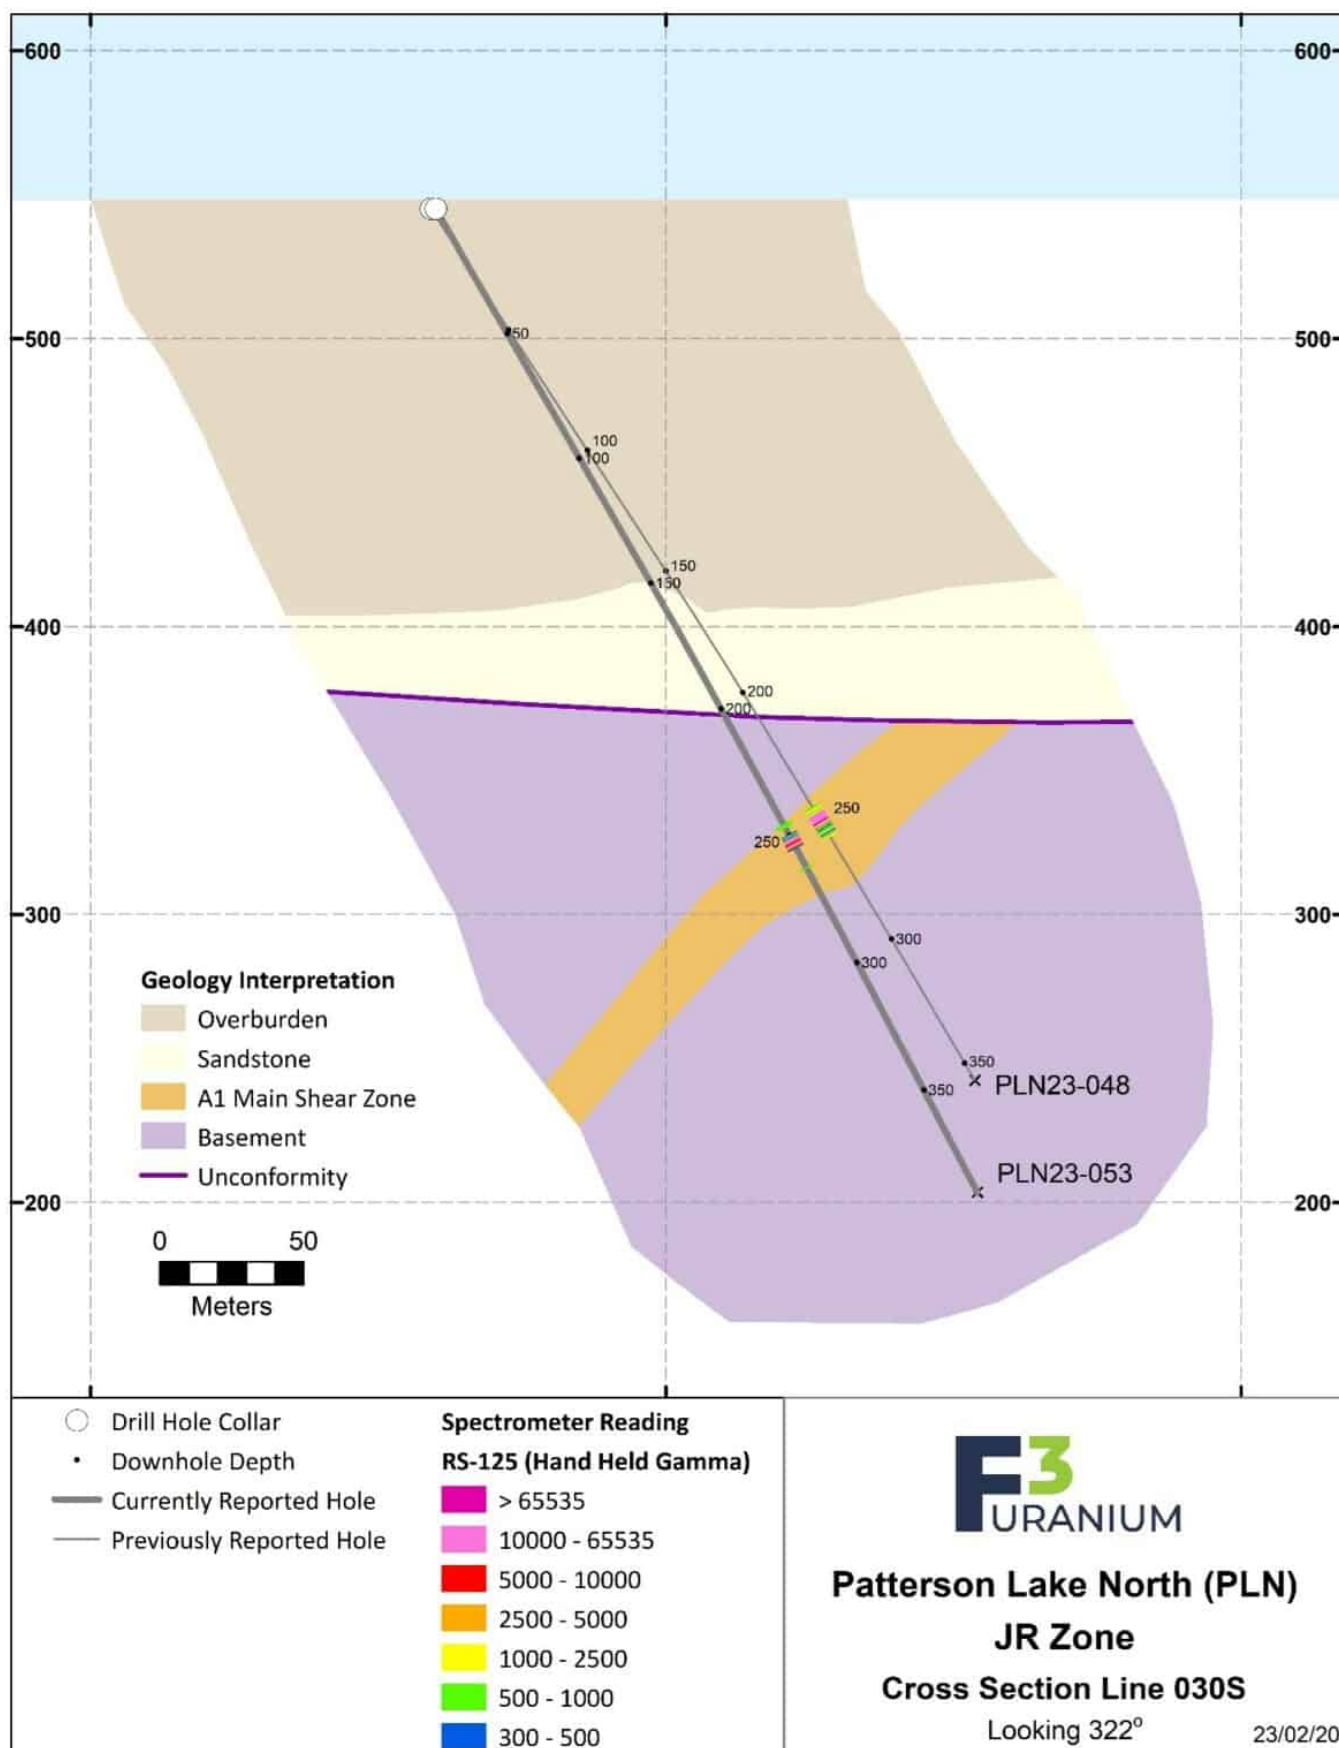 600 600
500 500
400 400
300 300
200 200
50
100
100
150
150
200
200
250
250
300
300
350
350
PLN23-048
PLN23-053
Geology Interpretation
Overburden
Sandstone
A1 Main Shear Zone
Basement
Unconformity
0 50
Meters
Drill Hole Collar
Downhole Depth
Currently Reported Hole
Previously Reported Hole
Spectrometer Reading
RS-125 (Hand Held Gamma)
> 65535
10000 - 65535
5000 - 10000
2500 - 5000
1000 - 2500
500 - 1000
300 - 500
F3
URANIUM
Patterson Lake North (PLN)
JR Zone
Cross Section Line 030S
Looking 322°
23/02/20